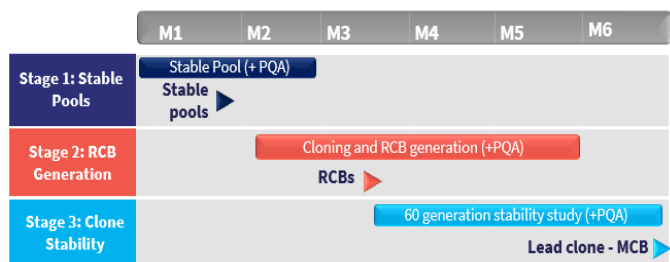 M1 M2 M3 M4 M5 M6
Stage 1: Stable
Pools
Stable Pool (+ PQA)
Stable
pools
Stage 2: RCB
Generation
Cloning and RCB generation (+PQA)
RCBs
Stage 3: Clone
Stability
60 generation stability study (+PQA)
Lead clone - MCB